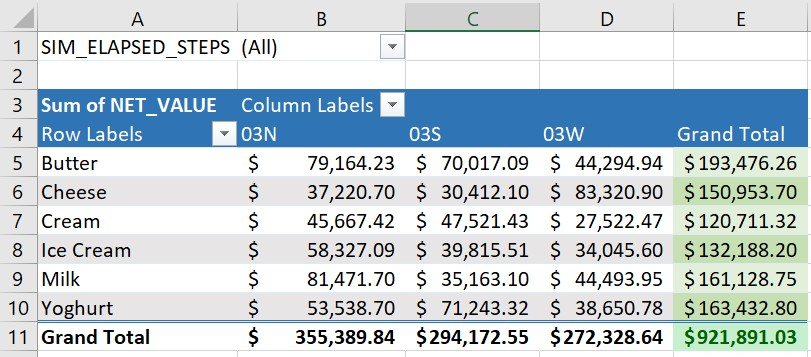 A B C D E
1 SIM_ELAPSED_STEPS (All)
2
3 Sum of NET_VALUE Column Labels
4 Row Labels 03N 03S 03W Grand Total
5 Butter $ 79,164.23 $ 70,017.09 $ 44,294.94 $193,476.26
6 Cheese $ 37,220.70 $ 30,412.10 $ 83,320.90 $150,953.70
7 Cream $ 45,667.42 $ 47,521.43 $ 27,522.47 $120,711.32
8 Ice Cream $ 58,327.09 $ 39,815.51 $ 34,045.60 $132,188.20
9 Milk $ 81,471.70 $ 35,163.10 $ 44,493.95 $161,128.75
10 Yoghurt $ 53,538.70 $ 71,243.32 $ 38,650.78 $163,432.80
11 Grand Total $ 355,389.84 $294,172.55 $272,328.64 $921,891.03